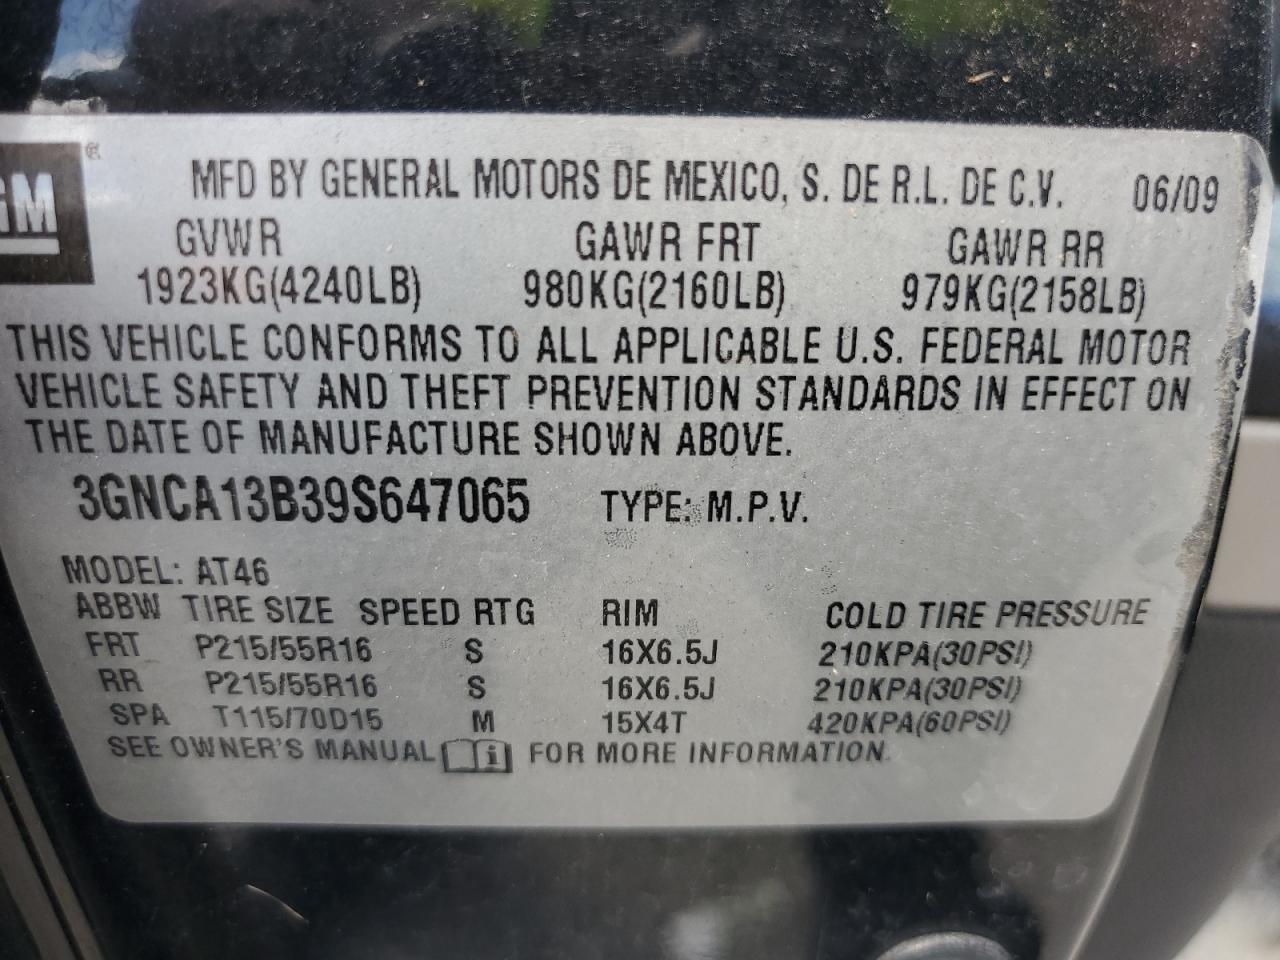 GM
MFD BY GENERAL MOTORS DE MEXICO, S. DE R.L. DE C.V. 06/09
GVWR GAWR FRT GAWR RR
1923KG(4240LB) 980KG(2160LB) 979KG(2158LB)
THIS VEHICLE CONFORMS TO ALL APPLICABLE U.S. FEDERAL MOTOR
VEHICLE SAFETY AND THEFT PREVENTION STANDARDS IN EFFECT ON
THE DATE OF MANUFACTURE SHOWN ABOVE.
3GNCA13B39S647065 TYPE: M.P.V.
MODEL: AT46
ABBW TIRE SIZE SPEED RTG RIM COLD TIRE PRESSURE
FRT P215/55R16 S 16X6.5J 210KPA(30PSI)
RR P215/55R16 S 16X6.5J 210KPA(30PSI)
SPA T115/70D15 M 15X4T 420KPA(60PSI)
SEE OWNER'S MANUAL i FOR MORE INFORMATION.